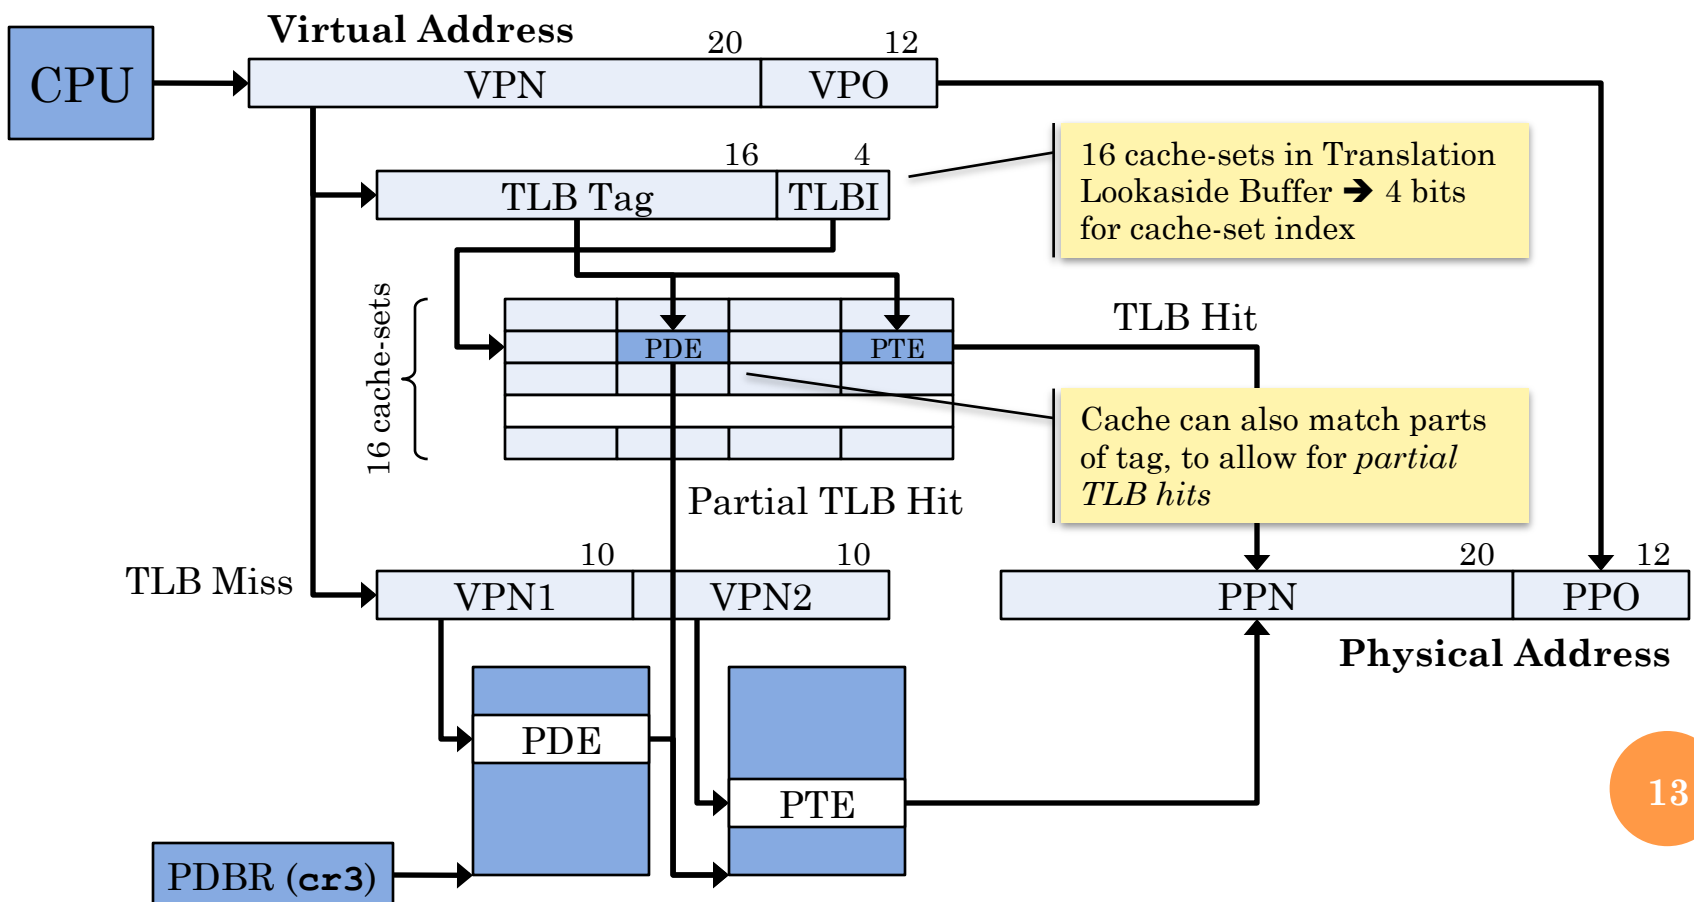 Virtual Address
CPU
20
12
VPN
VPO
16
4
TLB Tag
TLBI
16 cache-sets in Translation
Lookaside Buffer ➔ 4 bits
for cache-set index
16 cache-sets
PDE
PTE
TLB Hit
Cache can also match parts
of tag, to allow for partial
TLB hits
Partial TLB Hit
TLB Miss
10
10
VPN1
VPN2
20
12
PPN
PPO
Physical Address
PDE
PTE
PDBR (cr3)
13